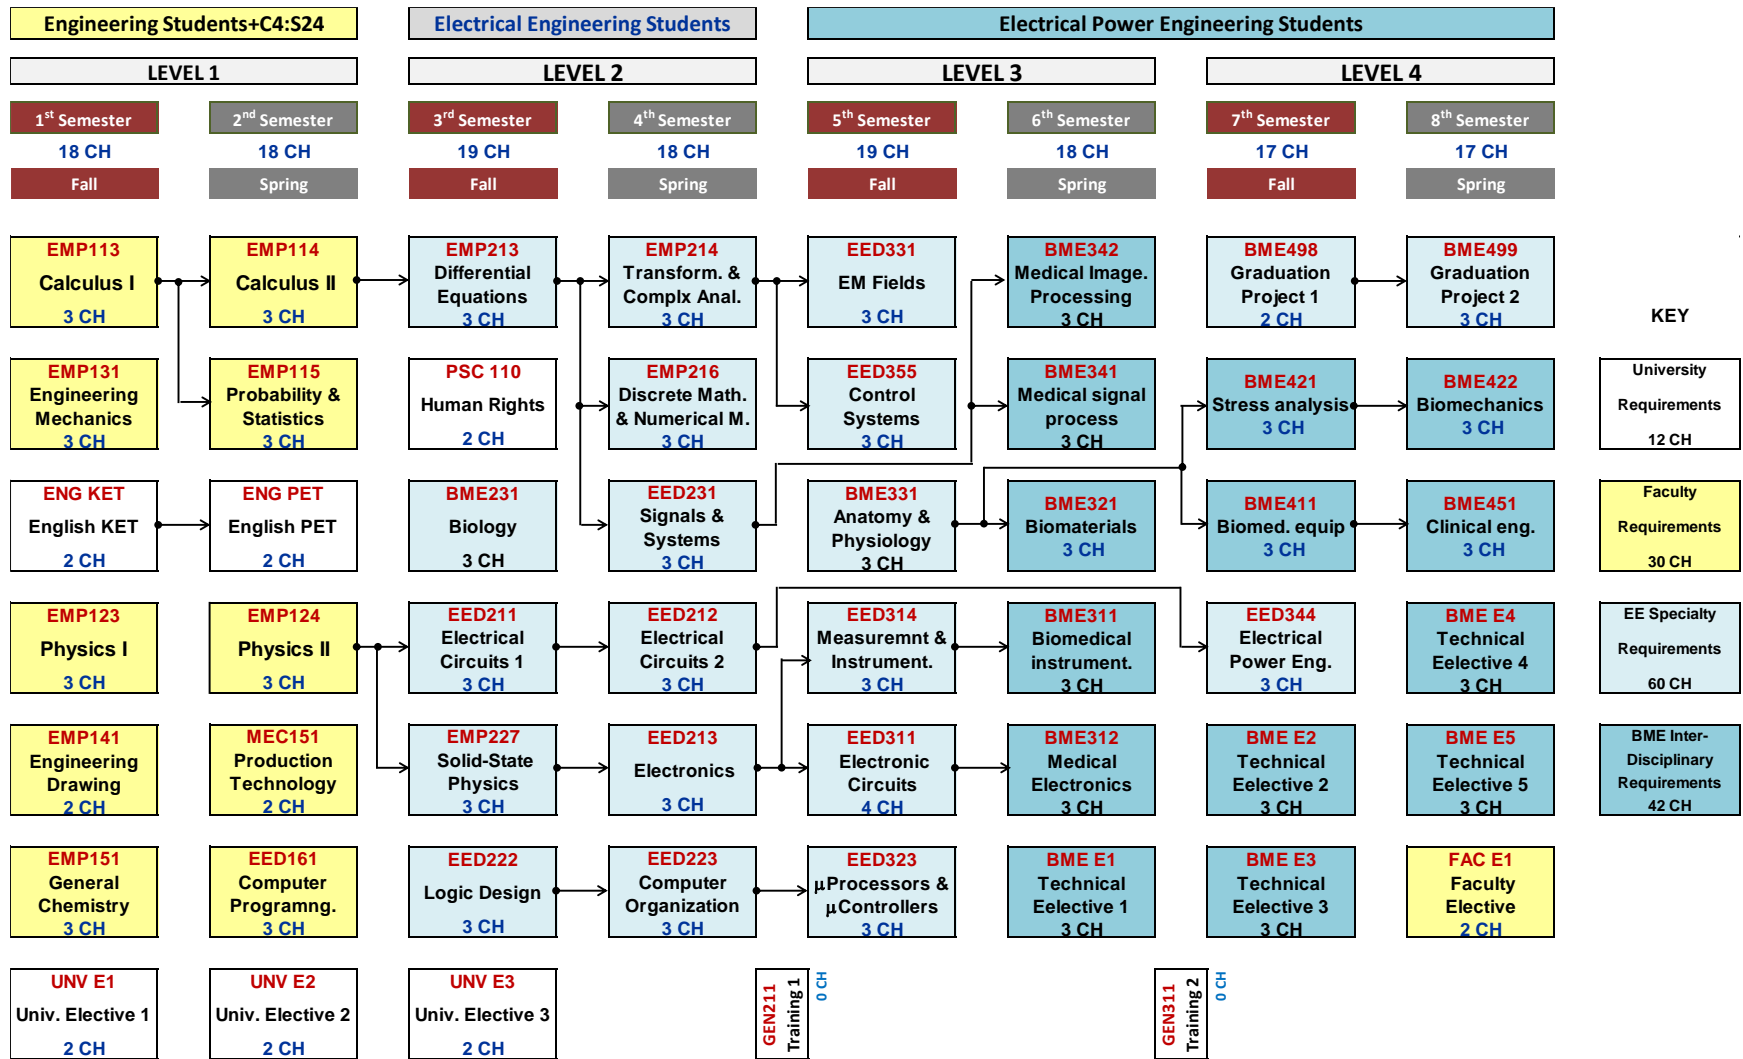 Engineering Students+C4:S24
Electrical Engineering Students
Electrical Power Engineering Students
LEVEL 1
LEVEL 2
LEVEL 3
LEVEL 4
1st Semester
2nd Semester
3rd Semester
4th Semester
5th Semester
6th Semester
7th Semester
8th Semester
18 CH
18 CH
19 CH
18 CH
19 CH
18 CH
17 CH
17 CH
Fall
Spring
Fall
Spring
Fall
Spring
Fall
Spring
EMP113
Calculus I
3 CH
EMP114
Calculus II
3 CH
EMP213
Differential
Equations
3 CH
EMP214
Transform. &
Complx Anal.
3 CH
EED331
EM Fields
3 CH
BME342
Medical Image.
Processing
3 CH
BME498
Graduation
Project 1
2 CH
BME499
Graduation
Project 2
3 CH
KEY
EMP131
Engineering
Mechanics
3 CH
EMP115
Probability &
Statistics
3 CH
PSC 110
Human Rights
2 CH
EMP216
Discrete Math.
& Numerical M.
3 CH
EED355
Control
Systems
3 CH
BME341
Medical signal
process
3 CH
BME421
Stress analysis
3 CH
BME422
Biomechanics
3 CH
University
Requirements
12 CH
ENG KET
English KET
2 CH
ENG PET
English PET
2 CH
BME231
Biology
3 CH
EED231
Signals &
Systems
3 CH
BME331
Anatomy &
Physiology
3 CH
BME321
Biomaterials
3 CH
BME411
Biomed. equip
3 CH
BME451
Clinical eng.
3 CH
Faculty
Requirements
30 CH
EMP123
Physics I
3 CH
EMP124
Physics II
3 CH
EED211
Electrical
Circuits 1
3 CH
EED212
Electrical
Circuits 2
3 CH
EED314
Measuremnt &
Instrument.
3 CH
BME311
Biomedical
instrument.
3 CH
EED344
Electrical
Power Eng.
3 CH
BME E4
Technical
Eelective 4
3 CH
EE Specialty
Requirements
60 CH
EMP141
Engineering
Drawing
2 CH
MEC151
Production
Technology
2 CH
EMP227
Solid-State
Physics
3 CH
EED213
Electronics
3 CH
EED311
Electronic
Circuits
4 CH
BME312
Medical
Electronics
3 CH
BME E2
Technical
Eelective 2
3 CH
BME E5
Technical
Eelective 5
3 CH
BME Inter-
Disciplinary
Requirements
42 CH
EMP151
General
Chemistry
3 CH
EED161
Computer
Programng.
3 CH
EED222
Logic Design
3 CH
EED223
Computer
Organization
3 CH
EED323
µProcessors &
µControllers
3 CH
BME E1
Technical
Eelective 1
3 CH
BME E3
Technical
Eelective 3
3 CH
FAC E1
Faculty
Elective
2 CH
UNV E1
Univ. Elective 1
2 CH
UNV E2
Univ. Elective 2
2 CH
UNV E3
Univ. Elective 3
2 CH
GEN211
Training 1
0 CH
GEN311
Training 2
0 CH